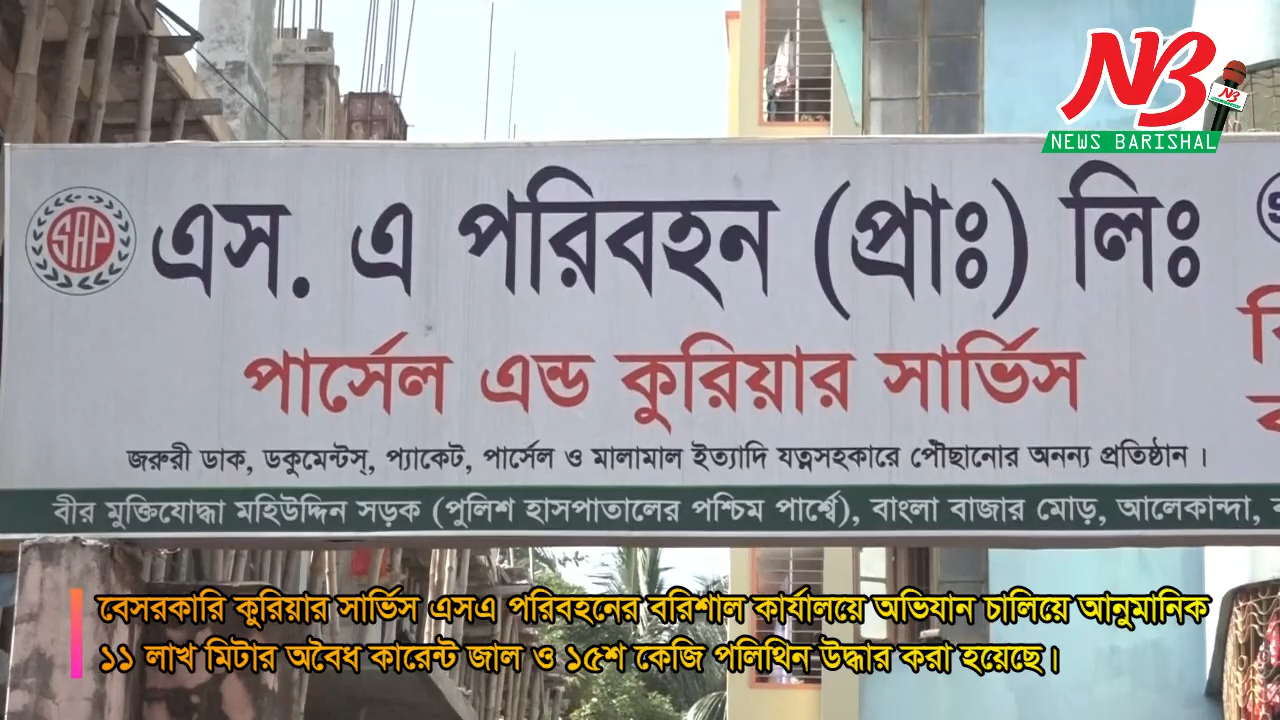 NB
NEWS BARISHAL
NB
SAP
এস. এ পরিবহন (প্রাঃ) লিঃ
পার্সেল এন্ড কুরিয়ার সার্ভিস
জরুরী ডাক, ডকুমেন্টস্, প্যাকেট, পার্সেল ও মালামাল ইত্যাদি যত্নসহকারে পৌঁছানোর অনন্য প্রতিষ্ঠান।
বীর মুক্তিযোদ্ধা মহিউদ্দিন সড়ক (পুলিশ হাসপাতালের পশ্চিম পার্শ্বে), বাংলা বাজার মোড়, আলেকান্দা,
বেসরকারি কুরিয়ার সার্ভিস এসএ পরিবহনের বরিশাল কার্যালয়ে অভিযান চালিয়ে আনুমানিক
১১ লাখ মিটার অবৈধ কারেন্ট জাল ও ১৫শ কেজি পলিথিন উদ্ধার করা হয়েছে।